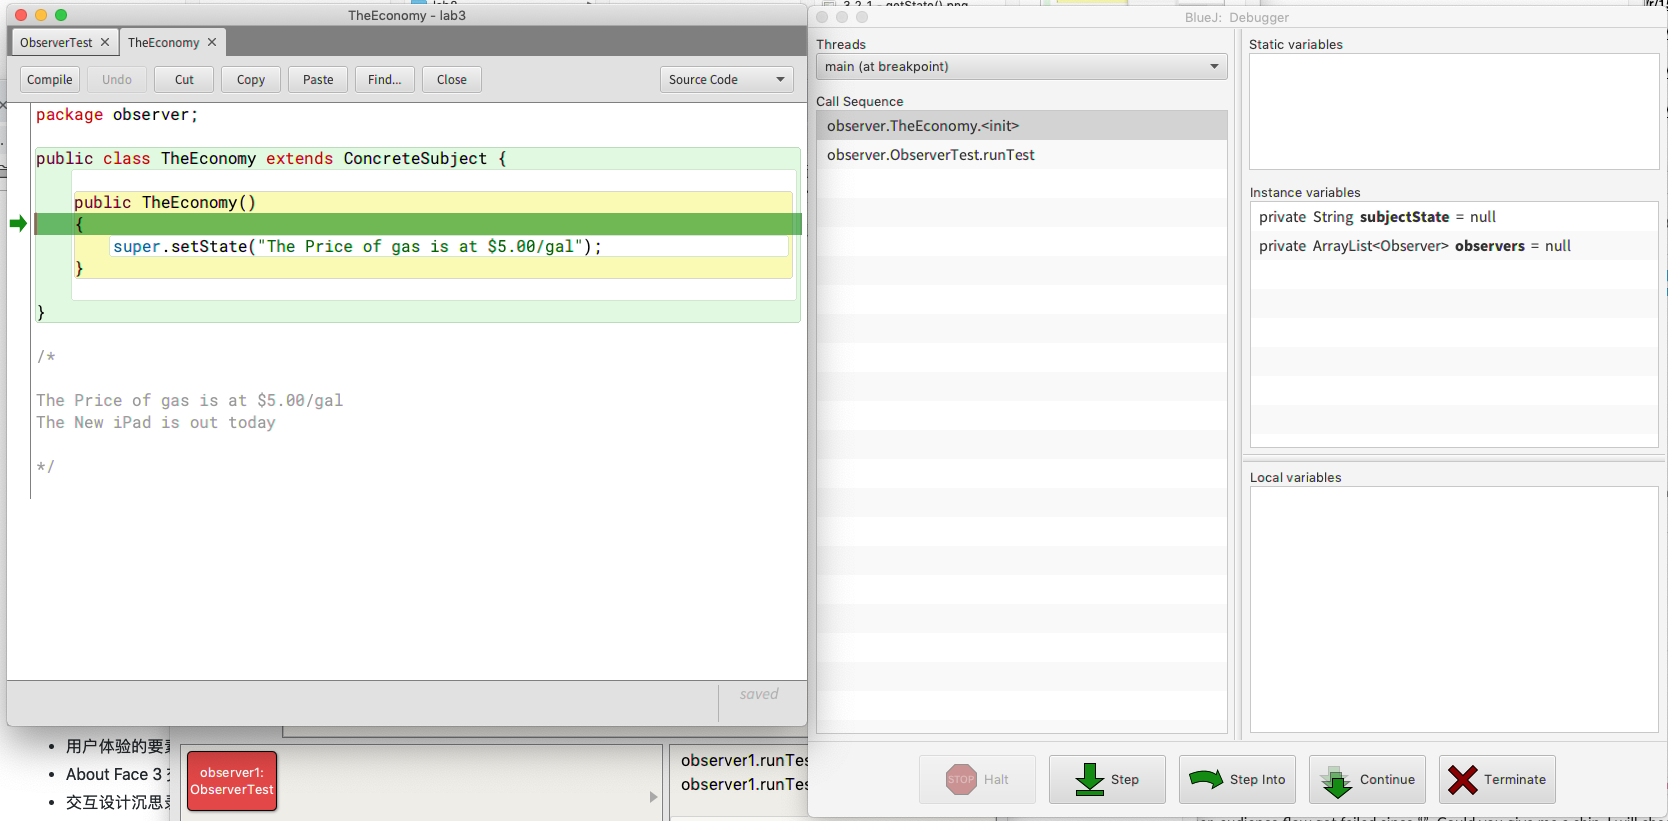 TheEconomy - lab3
ObserverTest
TheEconomy
Compile
Undo
Cut
Copy
Paste
Find...
Close
Source Code
package observer;
public class TheEconomy extends ConcreteSubject {
public TheEconomy()
{
super.setState("The Price of gas is at $5.00/gal");
}
}
/*
The Price of gas is at $5.00/gal
The New iPad is out today
*/
saved
用户体验的要
About Face 3
交互设计沉思
observer1:
ObserverTest
observer1.runTes
observer1.runTes
BlueJ: Debugger
Threads
main (at breakpoint)
Call Sequence
observer.TheEconomy.<init>
observer.ObserverTest.runTest
Static variables
Instance variables
private String subjectState = null
private ArrayList<Observer> observers = null
Local variables
STOP Halt
Step
Step Into
Continue
Terminate